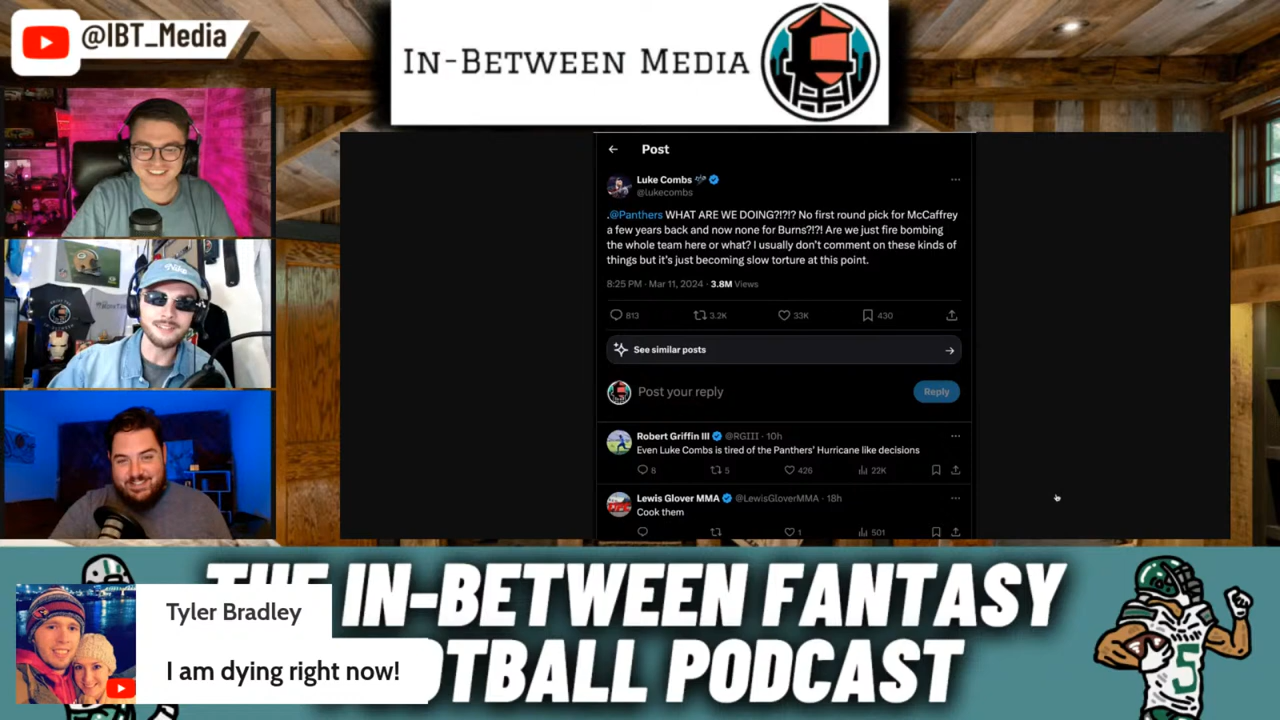 @IBT_Media
IN-BETWEEN MEDIA
Post
Luke Combs
@lukecombs
.@Panthers WHAT ARE WE DOING?!?!? No first round pick for McCaffrey
a few years back and now none for Burns?!?! Are we just fire bombing
the whole team here or what? I usually don't comment on these kinds of
things but it's just becoming slow torture at this point.
8:25 PM · Mar 11, 2024 · 3.8M Views
813 3.2K 33K 430
See similar posts
Post your reply
Reply
Robert Griffin III @RGIII · 10h
Even Luke Combs is tired of the Panthers' Hurricane like decisions
8 5 426 22K
Lewis Glover MMA @LewisGloverMMA · 18h
Cook them
1 501
THE IN-BETWEEN FANTASY
OTBALL PODCAST
5
Tyler Bradley
I am dying right now!